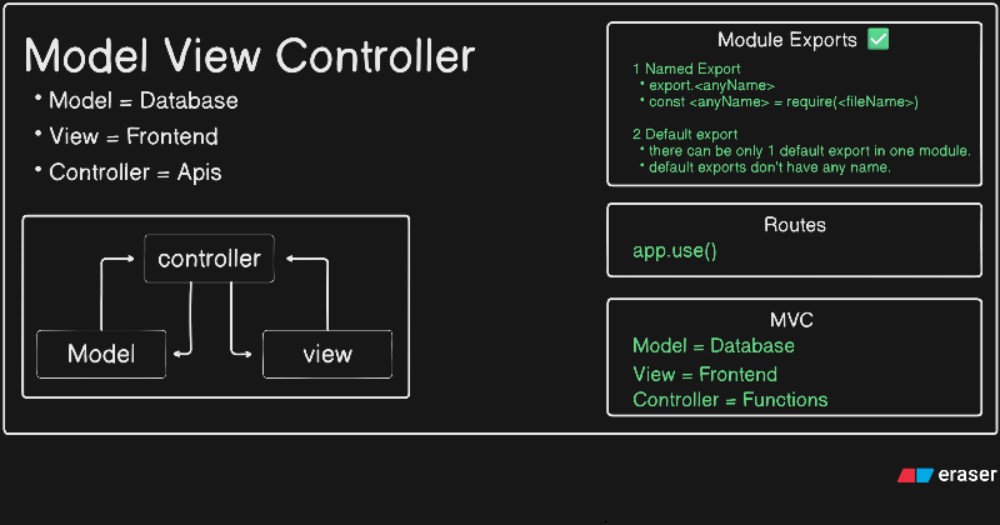 Model View Controller
• Model = Database
• View = Frontend
• Controller = Apis
controller
Model
view
Module Exports ✅
1 Named Export
• export.<anyName>
• const <anyName> = require(<fileName>)
2 Default export
• there can be only 1 default export in one module.
• default exports don't have any name.
Routes
app.use()
MVC
Model = Database
View = Frontend
Controller = Functions
eraser